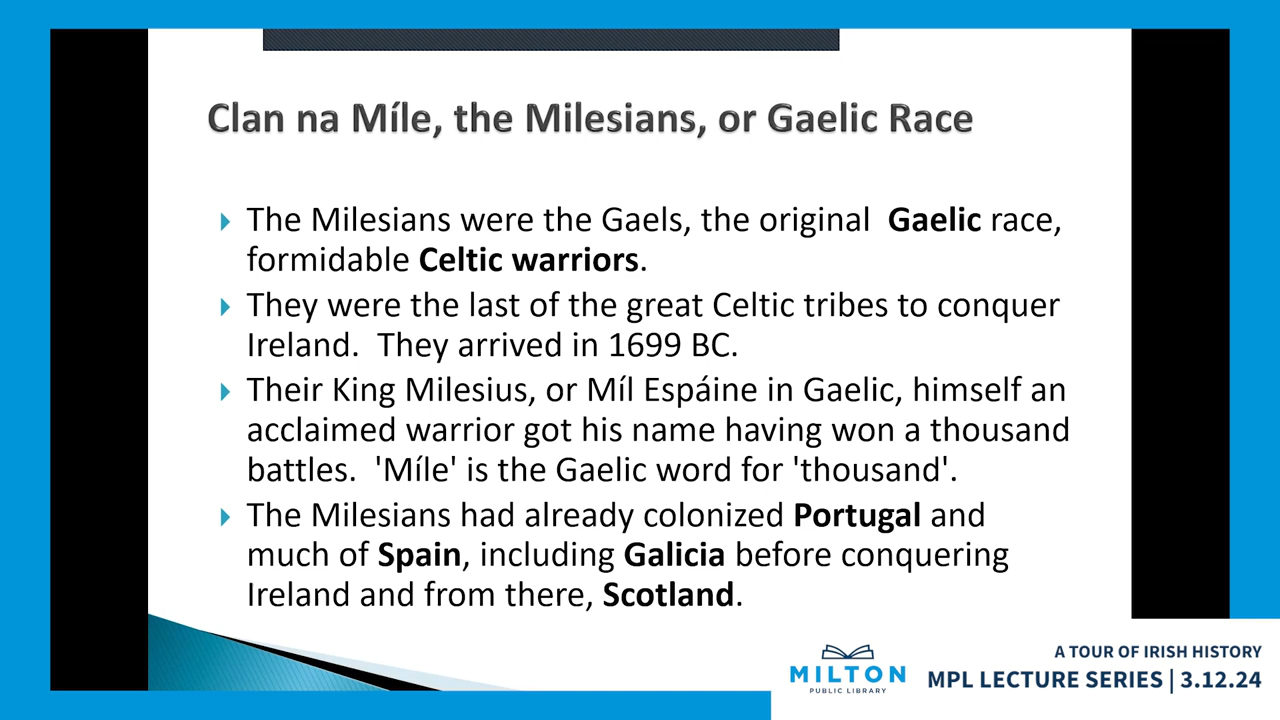 Clan na Míle, the Milesians, or Gaelic Race
The Milesians were the Gaels, the original Gaelic race,
formidable Celtic warriors.
They were the last of the great Celtic tribes to conquer
Ireland. They arrived in 1699 BC.
Their King Milesius, or Míl Espáine in Gaelic, himself an
acclaimed warrior got his name having won a thousand
battles. 'Míle' is the Gaelic word for 'thousand'.
The Milesians had already colonized Portugal and
much of Spain, including Galicia before conquering
Ireland and from there, Scotland.
MILTON
PUBLIC LIBRARY
A TOUR OF IRISH HISTORY
MPL LECTURE SERIES | 3.12.24